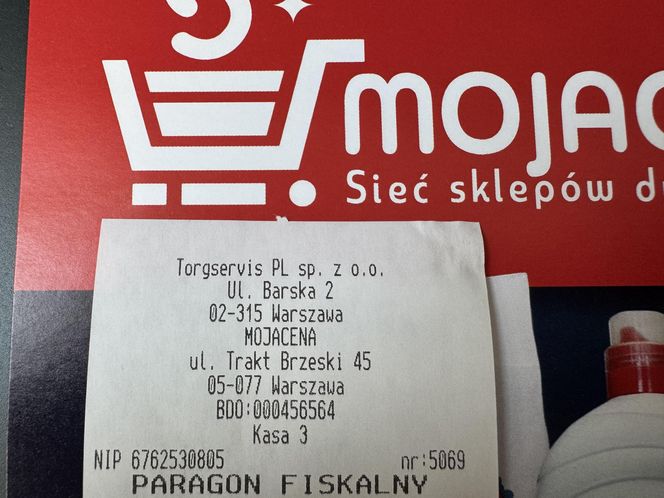 MOJAC
Sieć sklepów d
Torgservis PL sp. z o.o.
Ul. Barska 2
02-315 Warszawa
MOJACENA
ul. Trakt Brzeski 45
05-077 Warszawa
BDO:000456564
Kasa 3
NIP 6762530805 nr:5069
PARAGON FISKALNY